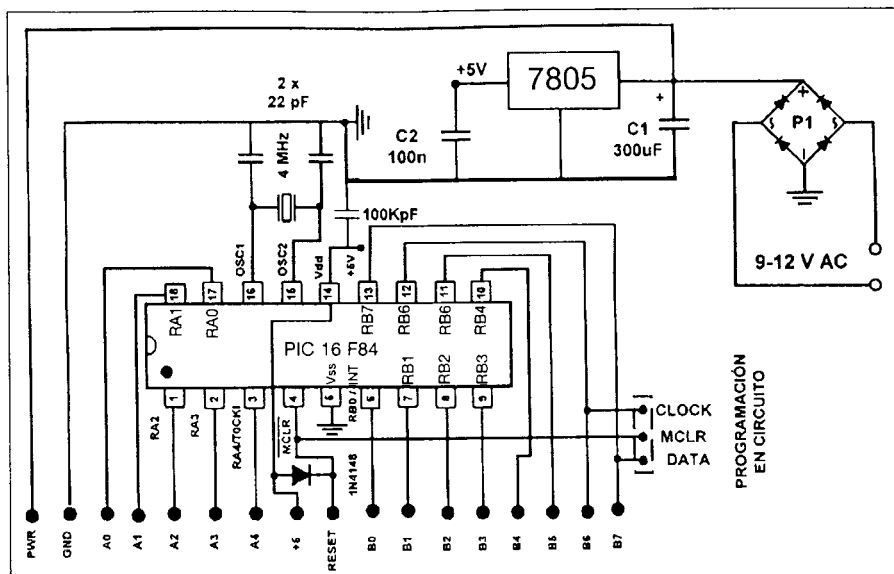 2 x
22 pF
4 MHz
+5V
7805
+
C2
100n
C1
300uF
+
P1
-
9-12 V AC
100KpF
OSC1
OSC2
Vdd
+5V
18
17
16
15
14
13
12
11
10
RA1
RA0
RB7
RB6
RB6
RB4
PIC 16 F84
Vss
RB0 / INT
RB1
RB2
RB3
1
2
3
4
5
6
7
8
9
RA2
RA3
RA4/T0CKI
MCLR
1N4148
CLOCK
MCLR
DATA
PROGRAMACIÓN
EN CIRCUITO
PWR
GND
A0
A1
A2
A3
A4
+5
RESET
B0
B1
B2
B3
B4
B5
B6
B7